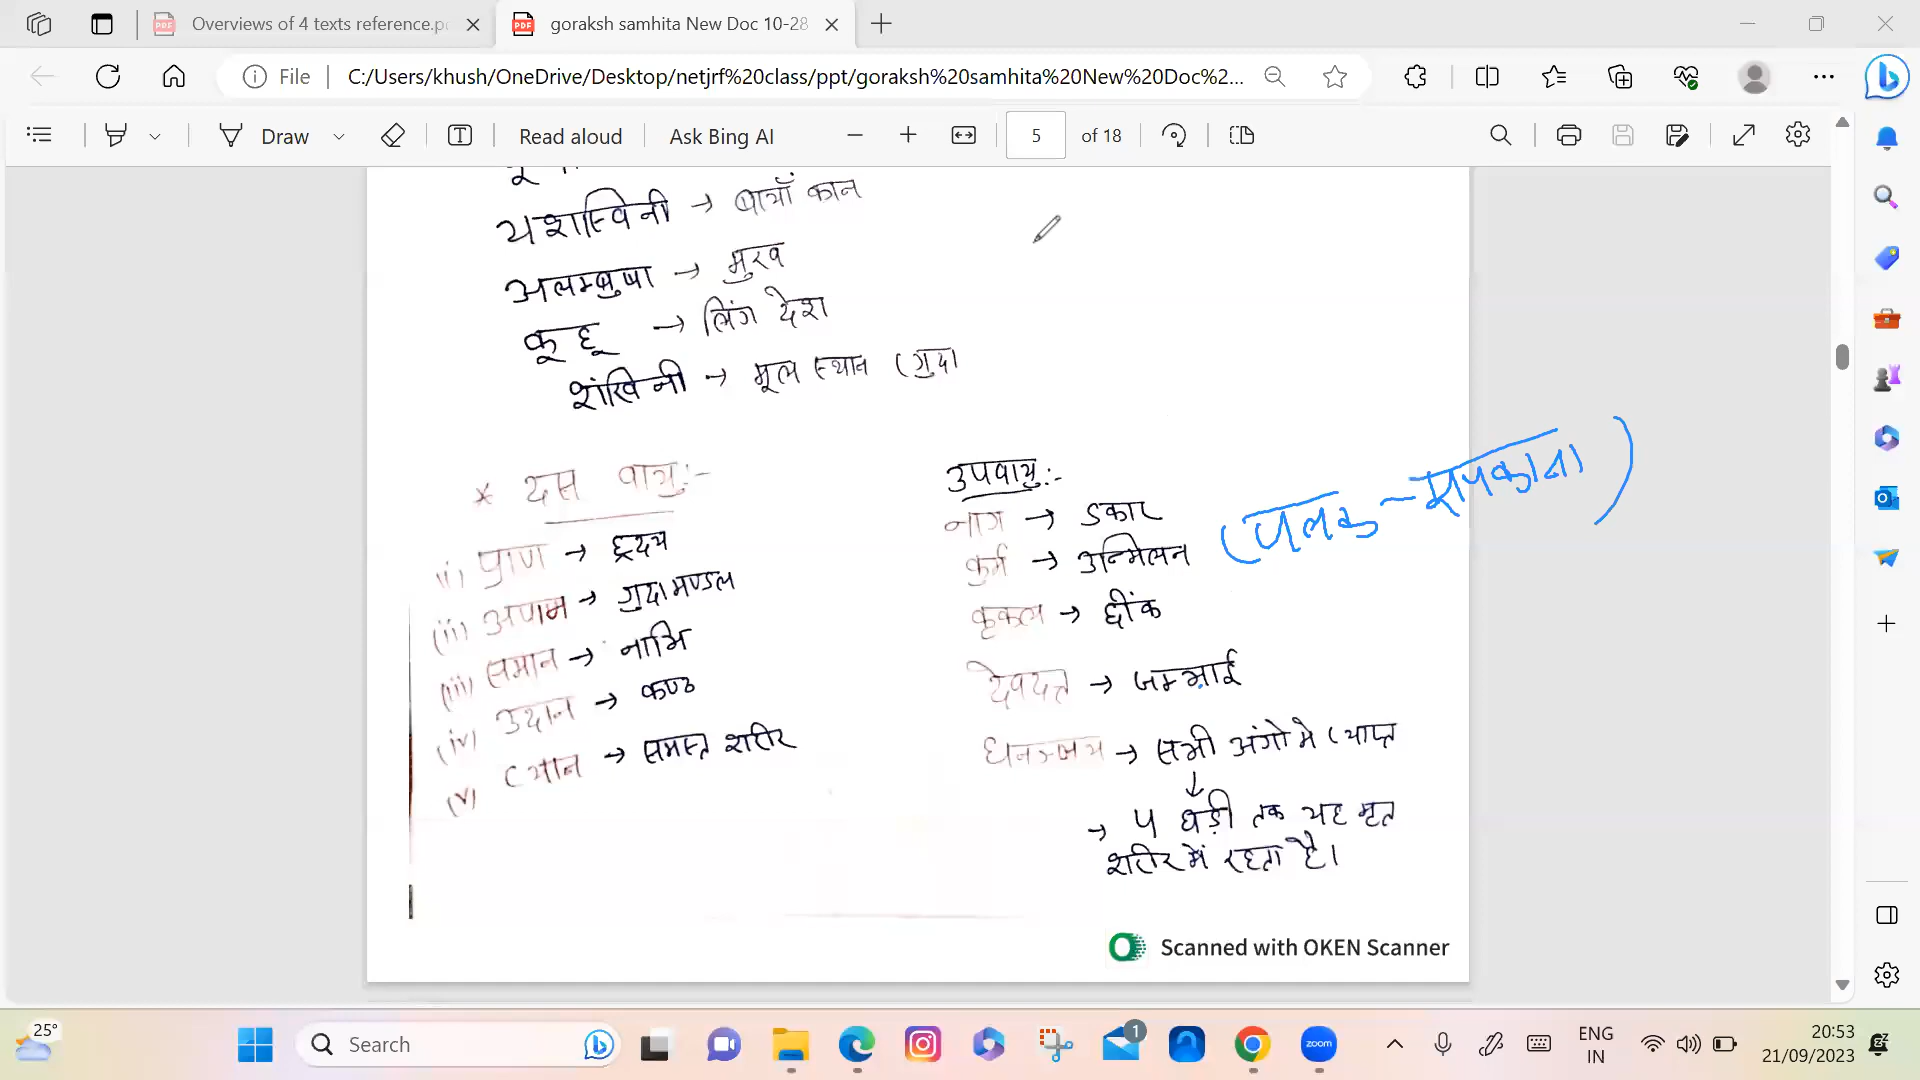 Overviews of 4 texts reference.p
goraksh samhita New Doc 10-28
File
C:/Users/khush/OneDrive/Desktop/netjrf%20class/ppt/goraksh%20samhita%20New%20Doc%2...
Draw
Read aloud
Ask Bing AI
5 of 18
यशस्विनी → बायाँ कान
अलम्बुषा → मुख
कूहू → लिंग देश
शंखिनी → मूल स्थान (गुदा
* दस वायु:-
(i) प्राण → हृदय
(ii) अपान → गुदामण्डल
(iii) समान → नाभि
(iv) उदान → कण्ठ
(v) व्यान → समस्त शरीर
उपवायु:-
नाग → डकार
कुर्म → उन्मिलन (पलक - झपकाना)
कृकल → छींक
देवदत्त → जम्भाई
धनञ्जय → सभी अंगो मे व्याप्त
↓
→ 4 घड़ी तक यह मृत
शरीर में रहता है।
Scanned with OKEN Scanner
25°
Search
1
zoom
ENG
IN
20:53
21/09/2023